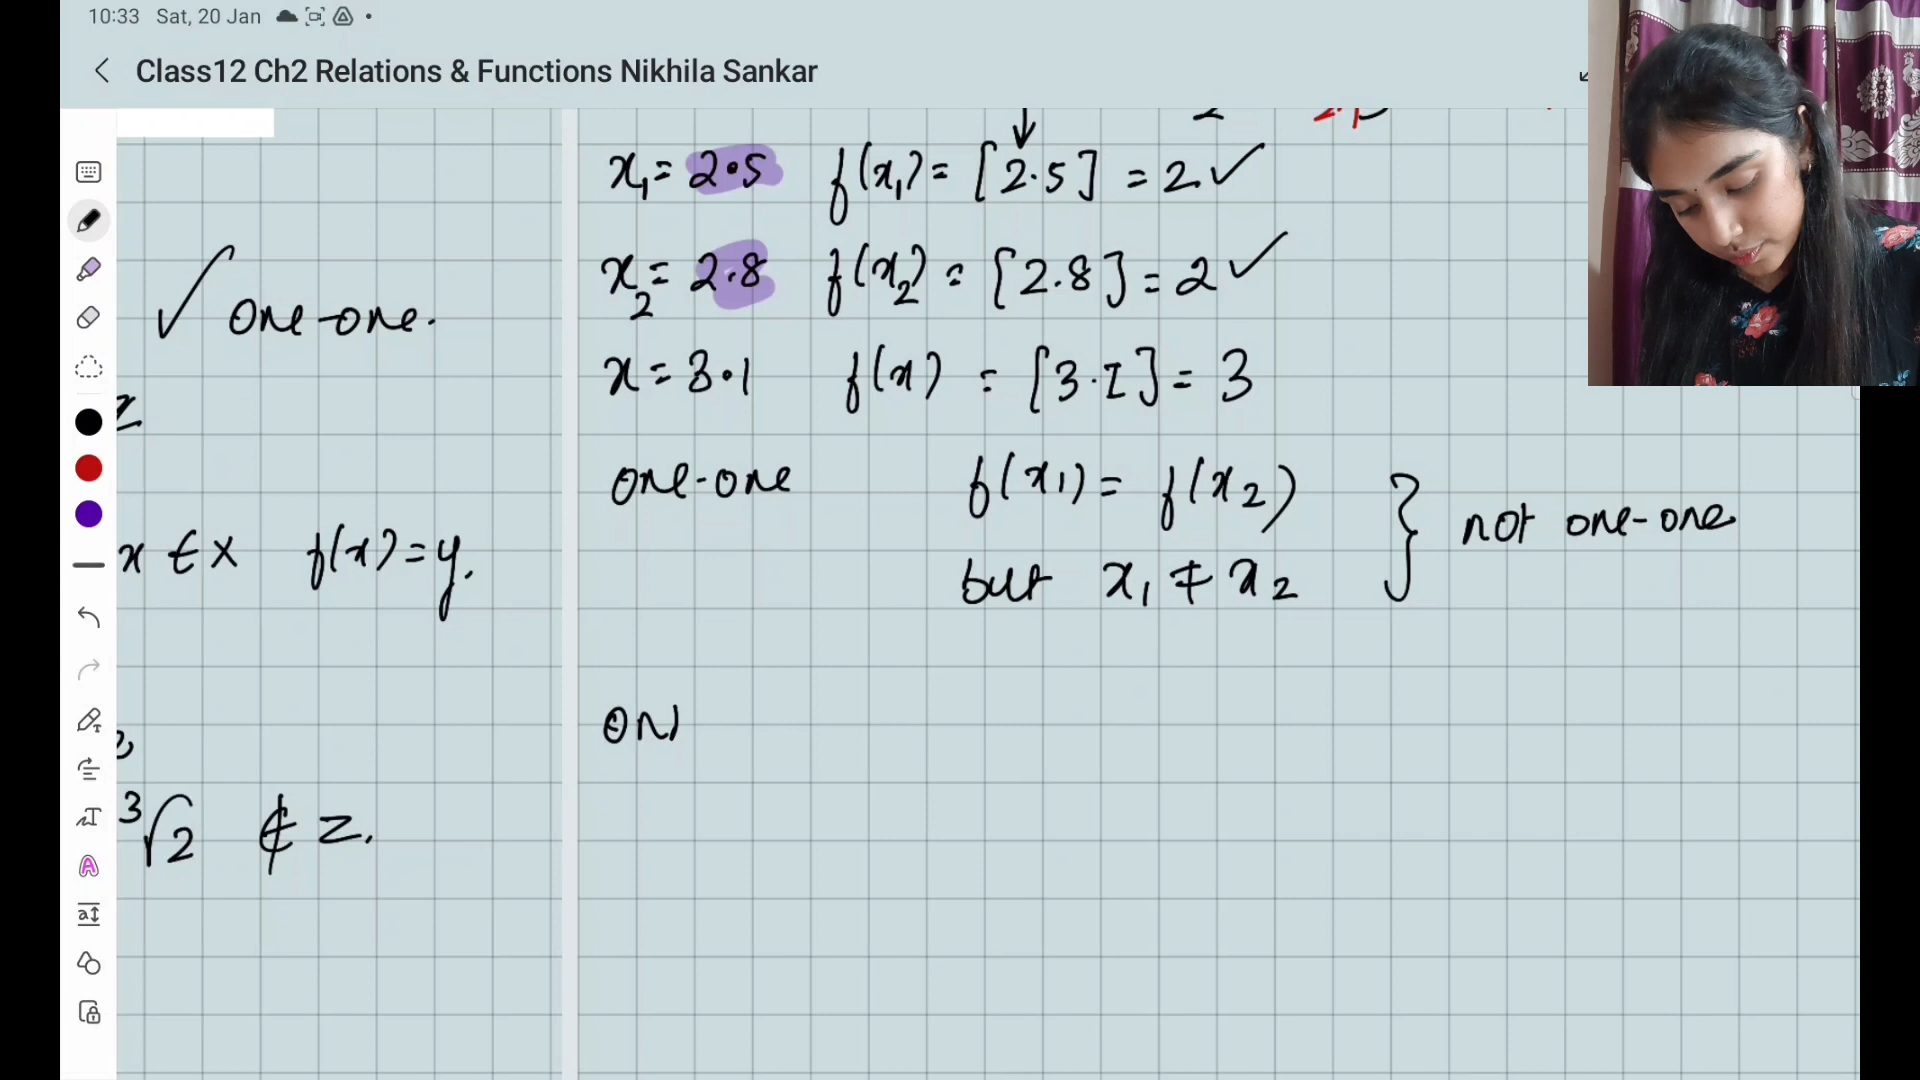 10:33 Sat, 20 Jan
Class12 Ch2 Relations & Functions Nikhila Sankar
✓ one-one.
x ∈ X f(x) = y.
³√2 ∉ Z.
x₁ = 2.5 f(x₁) = [2.5] = 2 ✓
x₂ = 2.8 f(x₂) = [2.8] = 2 ✓
x = 3.1 f(x) = [3.1] = 3
one-one f(x₁) = f(x₂)
but x₁ ≠ x₂ } not one-one